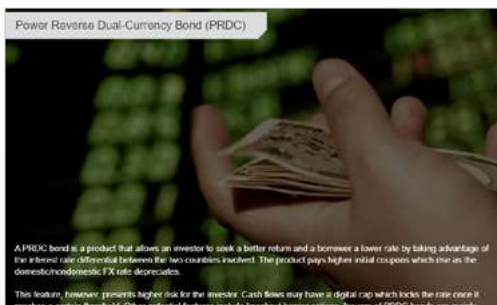 Power Reverse Dual-Currency Bond (PRDC)
A PRDC bond is a product that allows an investor to seek a better return and a borrower a lower rate by taking advantage of
the interest rate differential between the two countries involved. The product pays higher initial coupons which rise as the
domestic/nondomestic FX rate depreciates.
This feature, however, presents higher risk for the investor. Cash flows may have a digital cap which locks the rate once it